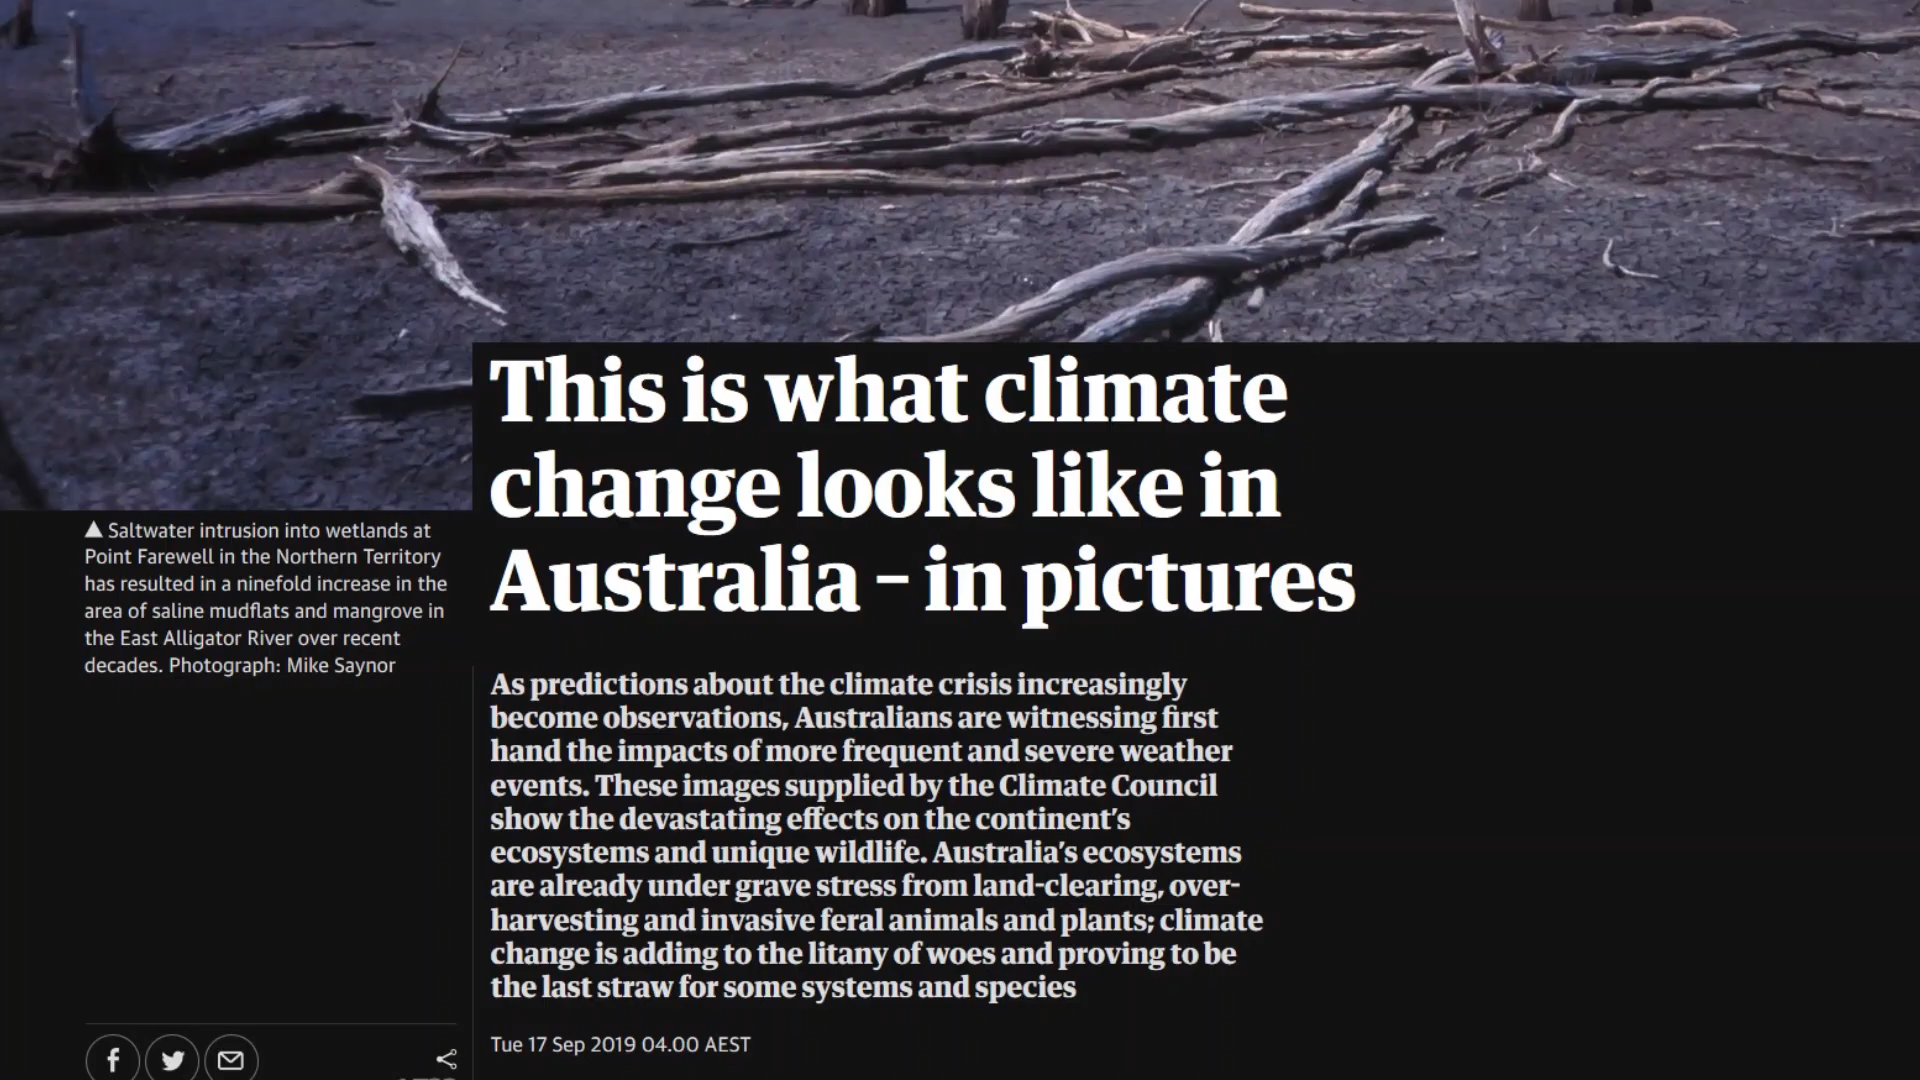 This is what climate
change looks like in
Australia – in pictures
▲ Saltwater intrusion into wetlands at
Point Farewell in the Northern Territory
has resulted in a ninefold increase in the
area of saline mudflats and mangrove in
the East Alligator River over recent
decades. Photograph: Mike Saynor
As predictions about the climate crisis increasingly
become observations, Australians are witnessing first
hand the impacts of more frequent and severe weather
events. These images supplied by the Climate Council
show the devastating effects on the continent’s
ecosystems and unique wildlife. Australia’s ecosystems
are already under grave stress from land-clearing, over-
harvesting and invasive feral animals and plants; climate
change is adding to the litany of woes and proving to be
the last straw for some systems and species
Tue 17 Sep 2019 04.00 AEST